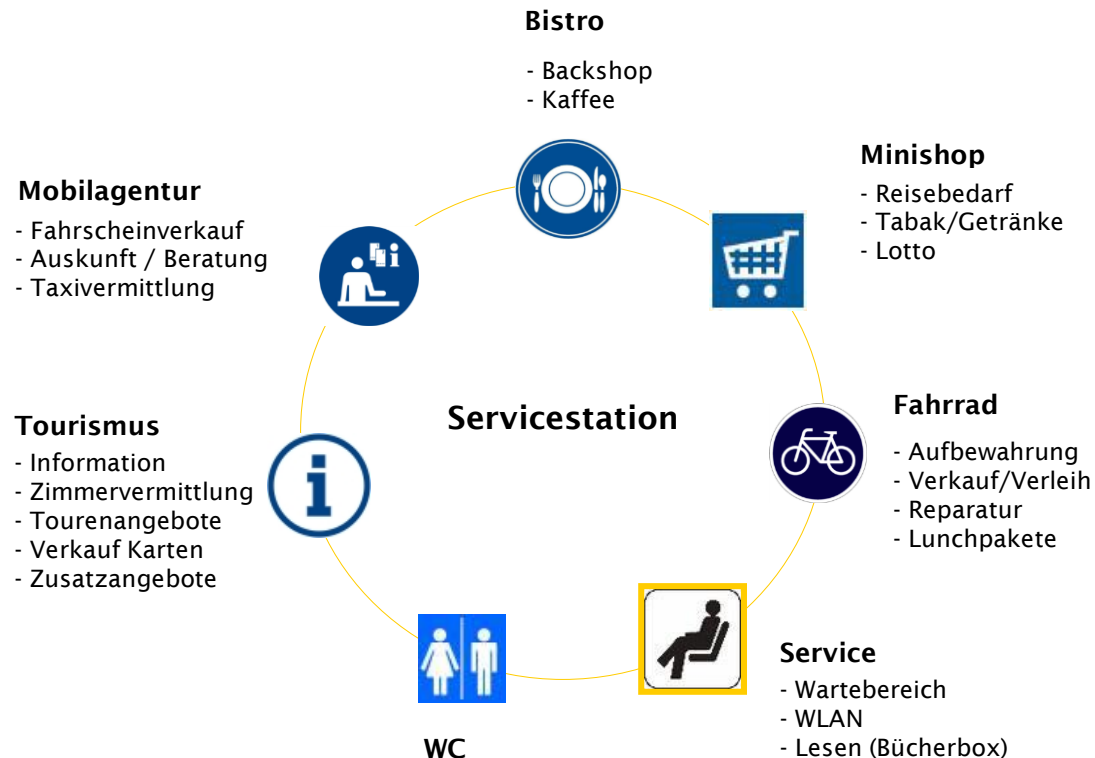 Bistro
- Backshop
- Kaffee
Minishop
- Reisebedarf
- Tabak/Getränke
- Lotto
Mobilagentur
- Fahrscheinverkauf
- Auskunft / Beratung
- Taxivermittlung
Servicestation
Fahrrad
- Aufbewahrung
- Verkauf/Verleih
- Reparatur
- Lunchpakete
Tourismus
- Information
- Zimmervermittlung
- Tourenangebote
- Verkauf Karten
- Zusatzangebote
Service
- Wartebereich
- WLAN
- Lesen (Bücherbox)
WC